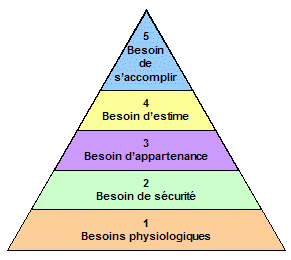 5
Besoin
de
s'accomplir
4
Besoin d'estime
3
Besoin d'appartenance
2
Besoin de sécurité
1
Besoins physiologiques